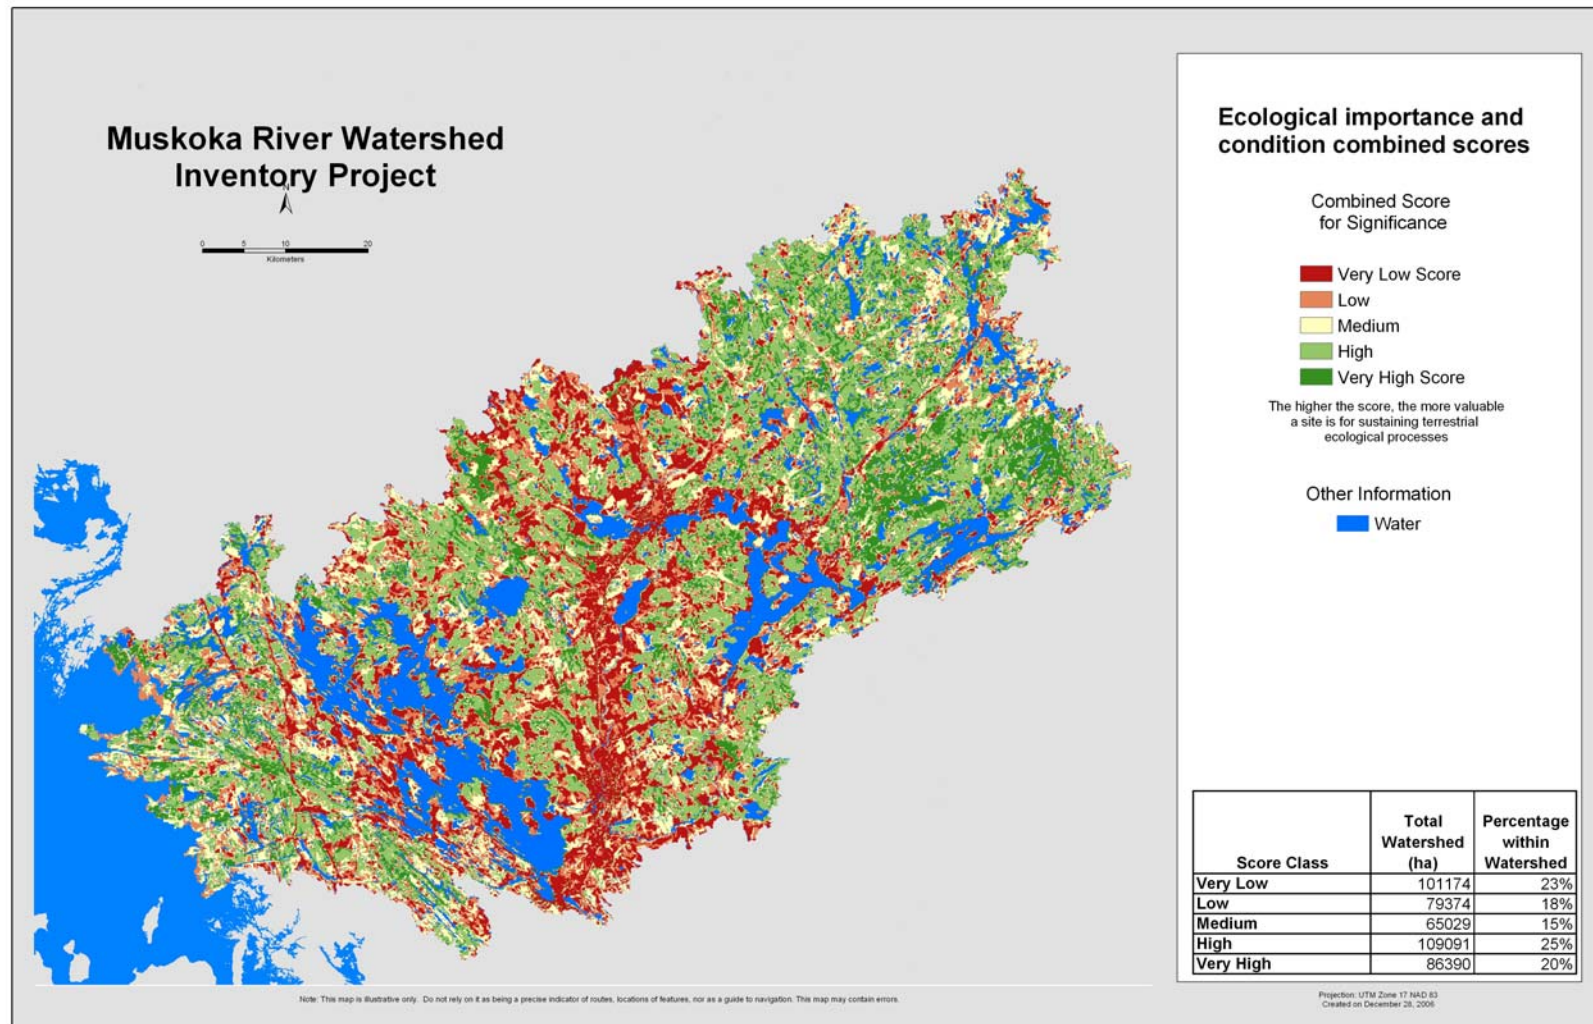 Muskoka River Watershed
Inventory Project
N
0 5 10 20
Kilometers
Ecological importance and
condition combined scores
Combined Score
for Significance
Very Low Score
Low
Medium
High
Very High Score
The higher the score, the more valuable
a site is for sustaining terrestrial
ecological processes
Other Information
Water
Score Class Total Watershed (ha) Percentage within Watershed
Very Low 101174 23%
Low 79374 18%
Medium 65029 15%
High 109091 25%
Very High 86390 20%
Note: This map is illustrative only. Do not rely on it as being a precise indicator of routes, locations of features, nor as a guide to navigation. This map may contain errors.
Projection: UTM Zone 17 NAD 83
Created on December 28, 2006